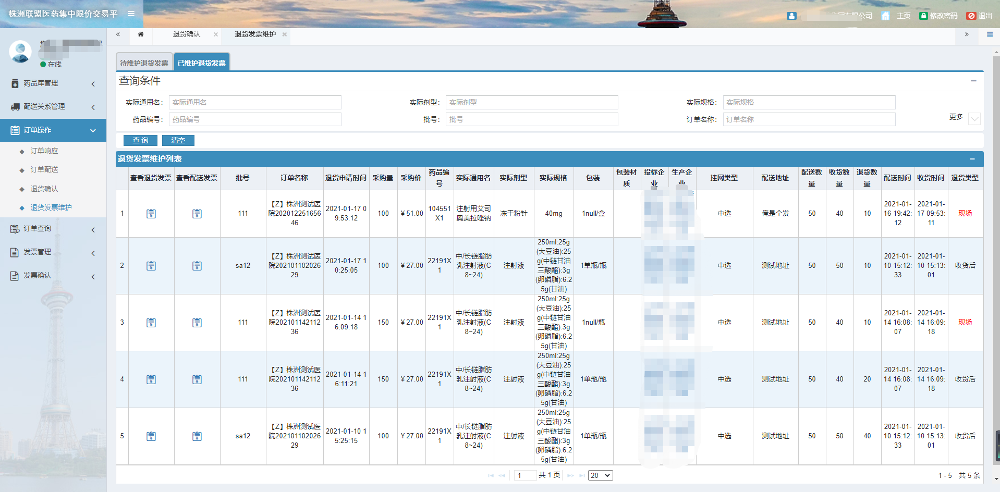 株洲联盟医药集中限价交易平
有限公司
主页
修改密码
退出
在线
药品库管理
配送关系管理
订单操作
订单响应
订单配送
退货确认
退货发票维护
订单查询
发票管理
发票确认
退货确认
退货发票维护
待维护退货发票
已维护退货发票
查询条件
实际通用名: 实际通用名
实际剂型: 实际剂型
实际规格: 实际规格
药品编号: 药品编号
批号: 批号
订单名称: 订单名称
更多
查 询
清空
退货发票维护列表
查看退货发票 查看配送发票 批号 订单名称 退货申请时间 采购量 采购价 药品编号 实际通用名 实际剂型 实际规格 包装 包装材质 投标企业 生产企业 挂网类型 配送地址 配送数量 收货数量 退货数量 配送时间 收货时间 退货类型
1 111 【Z】株洲测试医院20201225165646 2021-01-17 09:53:12 100 ￥51.00 104551X1 注射用艾司奥美拉唑钠 冻干粉针 40mg 1null/盒 中选 俺是个发 50 40 10 2021-01-16 19:42:12 2021-01-17 09:53:11 现场
2 sa12 【Z】株洲测试医院20210110202629 2021-01-17 10:25:05 100 ￥27.00 22191X1 中/长链脂肪乳注射液(C8~24) 注射液 250ml:25g(大豆油):25g(中链甘油三酸酯):3g(卵磷脂):6.25g(甘油) 1单瓶/瓶 中选 测试地址 50 50 10 2021-01-10 15:12:33 2021-01-10 15:13:01 收货后
3 111 【Z】株洲测试医院20210114211236 2021-01-14 16:09:18 150 ￥27.00 22191X1 中/长链脂肪乳注射液(C8~24) 注射液 250ml:25g(大豆油):25g(中链甘油三酸酯):3g(卵磷脂):6.25g(甘油) 1null/瓶 中选 测试地址 50 40 10 2021-01-14 16:08:07 2021-01-14 16:09:18 现场
4 111 【Z】株洲测试医院20210114211236 2021-01-14 16:11:21 150 ￥27.00 22191X1 中/长链脂肪乳注射液(C8~24) 注射液 250ml:25g(大豆油):25g(中链甘油三酸酯):3g(卵磷脂):6.25g(甘油) 1单瓶/瓶 中选 测试地址 50 40 20 2021-01-14 16:08:07 2021-01-14 16:09:18 收货后
5 sa12 【Z】株洲测试医院20210110202629 2021-01-10 15:25:15 100 ￥27.00 22191X1 中/长链脂肪乳注射液(C8~24) 注射液 250ml:25g(大豆油):25g(中链甘油三酸酯):3g(卵磷脂):6.25g(甘油) 1单瓶/瓶 中选 测试地址 50 50 40 2021-01-10 15:12:33 2021-01-10 15:13:01 收货后
1 共 1 页 20
1 - 5 共 5 条